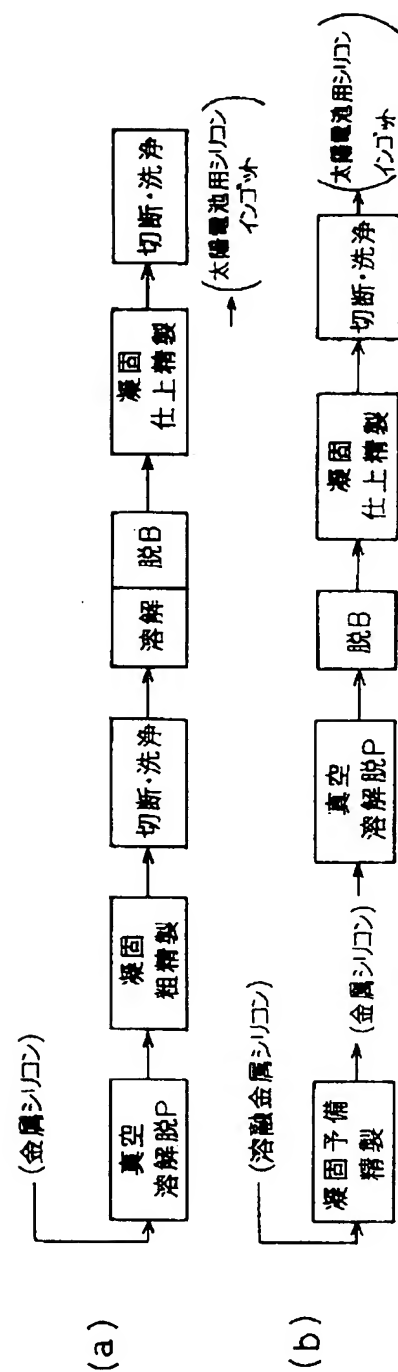 (a)
(金属シリコン)
真空
溶解脱P
凝固
粗精製
切断・洗浄
溶解
脱B
凝固
仕上精製
切断・洗浄
(太陽電池用シリコン
インゴット)
(b)
(溶融金属シリコン)
凝固予備
精製
(金属シリコン)
真空
溶解脱P
脱B
凝固
仕上精製
切断・洗浄
(太陽電池用シリコン
インゴット)